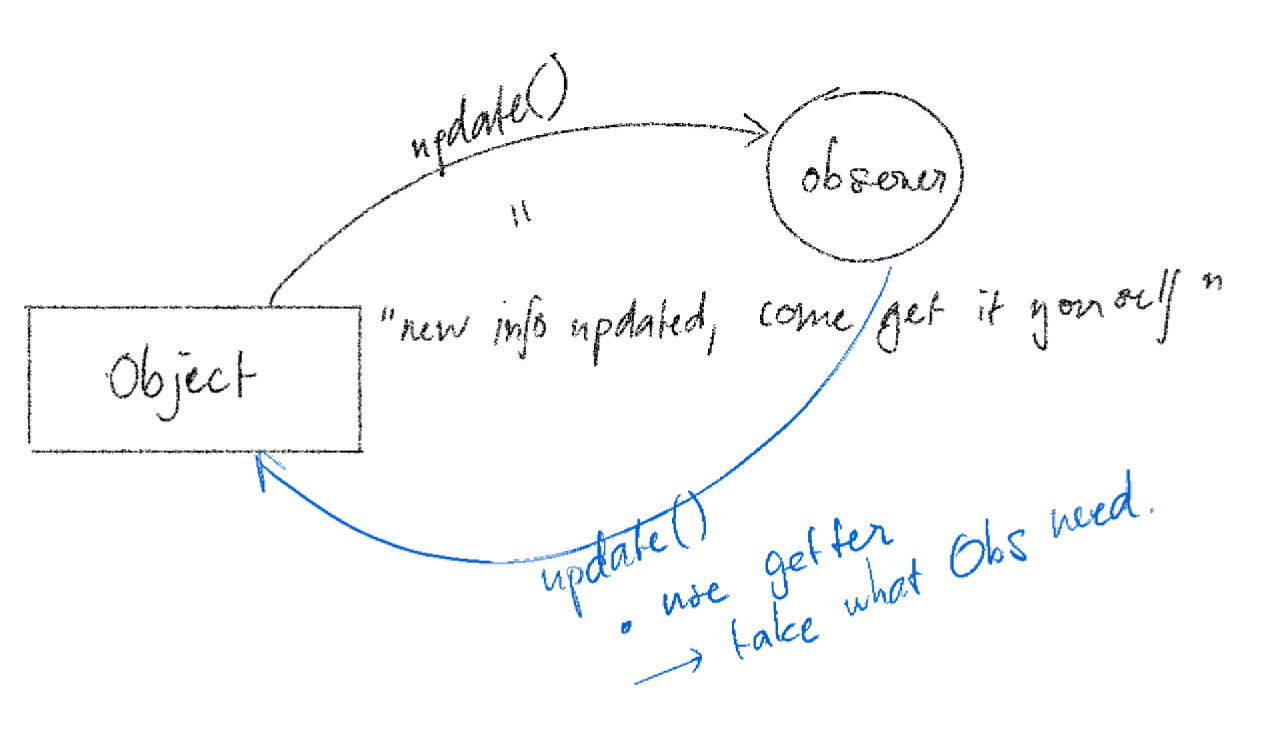 update()
observer
"
"new info updated, come get it yourself"
Object
update()
• use getter
→ take what Obs need.